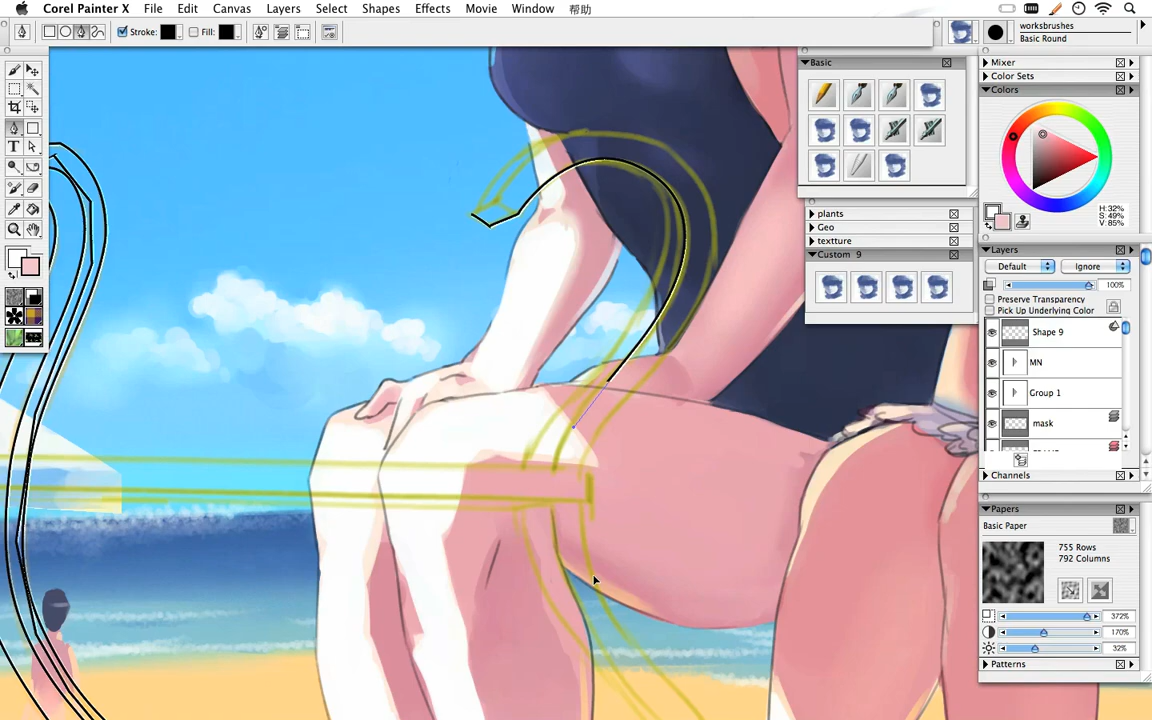 Corel Painter X File Edit Canvas Layers Select Shapes Effects Movie Window 帮助
Stroke: Fill:
worksbrushes
Basic Round
Basic
Mixer
Color Sets
Colors
H: 32%
S: 49%
V: 85%
plants
Geo
textture
Custom 9
Layers
Default Ignore
100%
Preserve Transparency
Pick Up Underlying Color
Shape 9
MN
Group 1
mask
Channels
Papers
Basic Paper
755 Rows
792 Columns
372%
170%
32%
Patterns
T